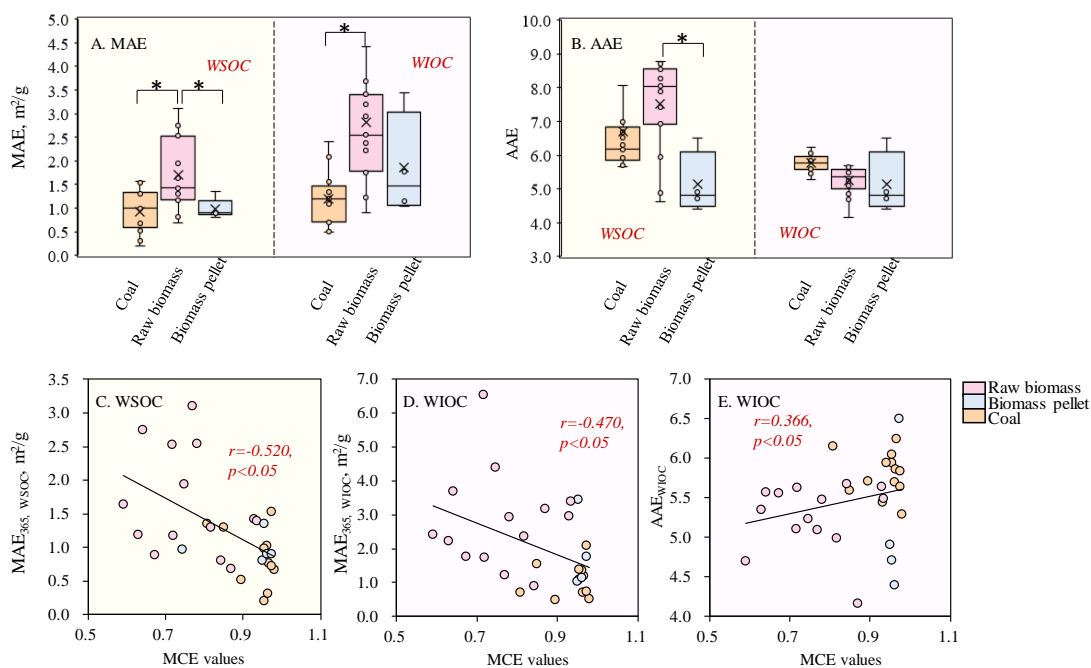 A. MAE
WSOC
WIOC
*
*
*
MAE, m²/g
5.0
4.5
4.0
3.5
3.0
2.5
2.0
1.5
1.0
0.5
0.0
Coal
Raw biomass
Biomass pellet
Coal
Raw biomass
Biomass pellet
B. AAE
*
WSOC
WIOC
AAE
10.0
9.0
8.0
7.0
6.0
5.0
4.0
3.0
Coal
Raw biomass
Biomass pellet
Coal
Raw biomass
Biomass pellet
C. WSOC
r=-0.520,
p<0.05
MAE365, WSOC, m²/g
3.5
3.0
2.5
2.0
1.5
1.0
0.5
0.0
0.5 0.7 0.9 1.1
MCE values
D. WIOC
r=-0.470,
p<0.05
MAE365, WIOC, m²/g
7.0
6.0
5.0
4.0
3.0
2.0
1.0
0.0
0.5 0.7 0.9 1.1
MCE values
E. WIOC
r=0.366,
p<0.05
AAEWIOC
7.0
6.5
6.0
5.5
5.0
4.5
4.0
0.5 0.7 0.9 1.1
MCE values
Raw biomass
Biomass pellet
Coal